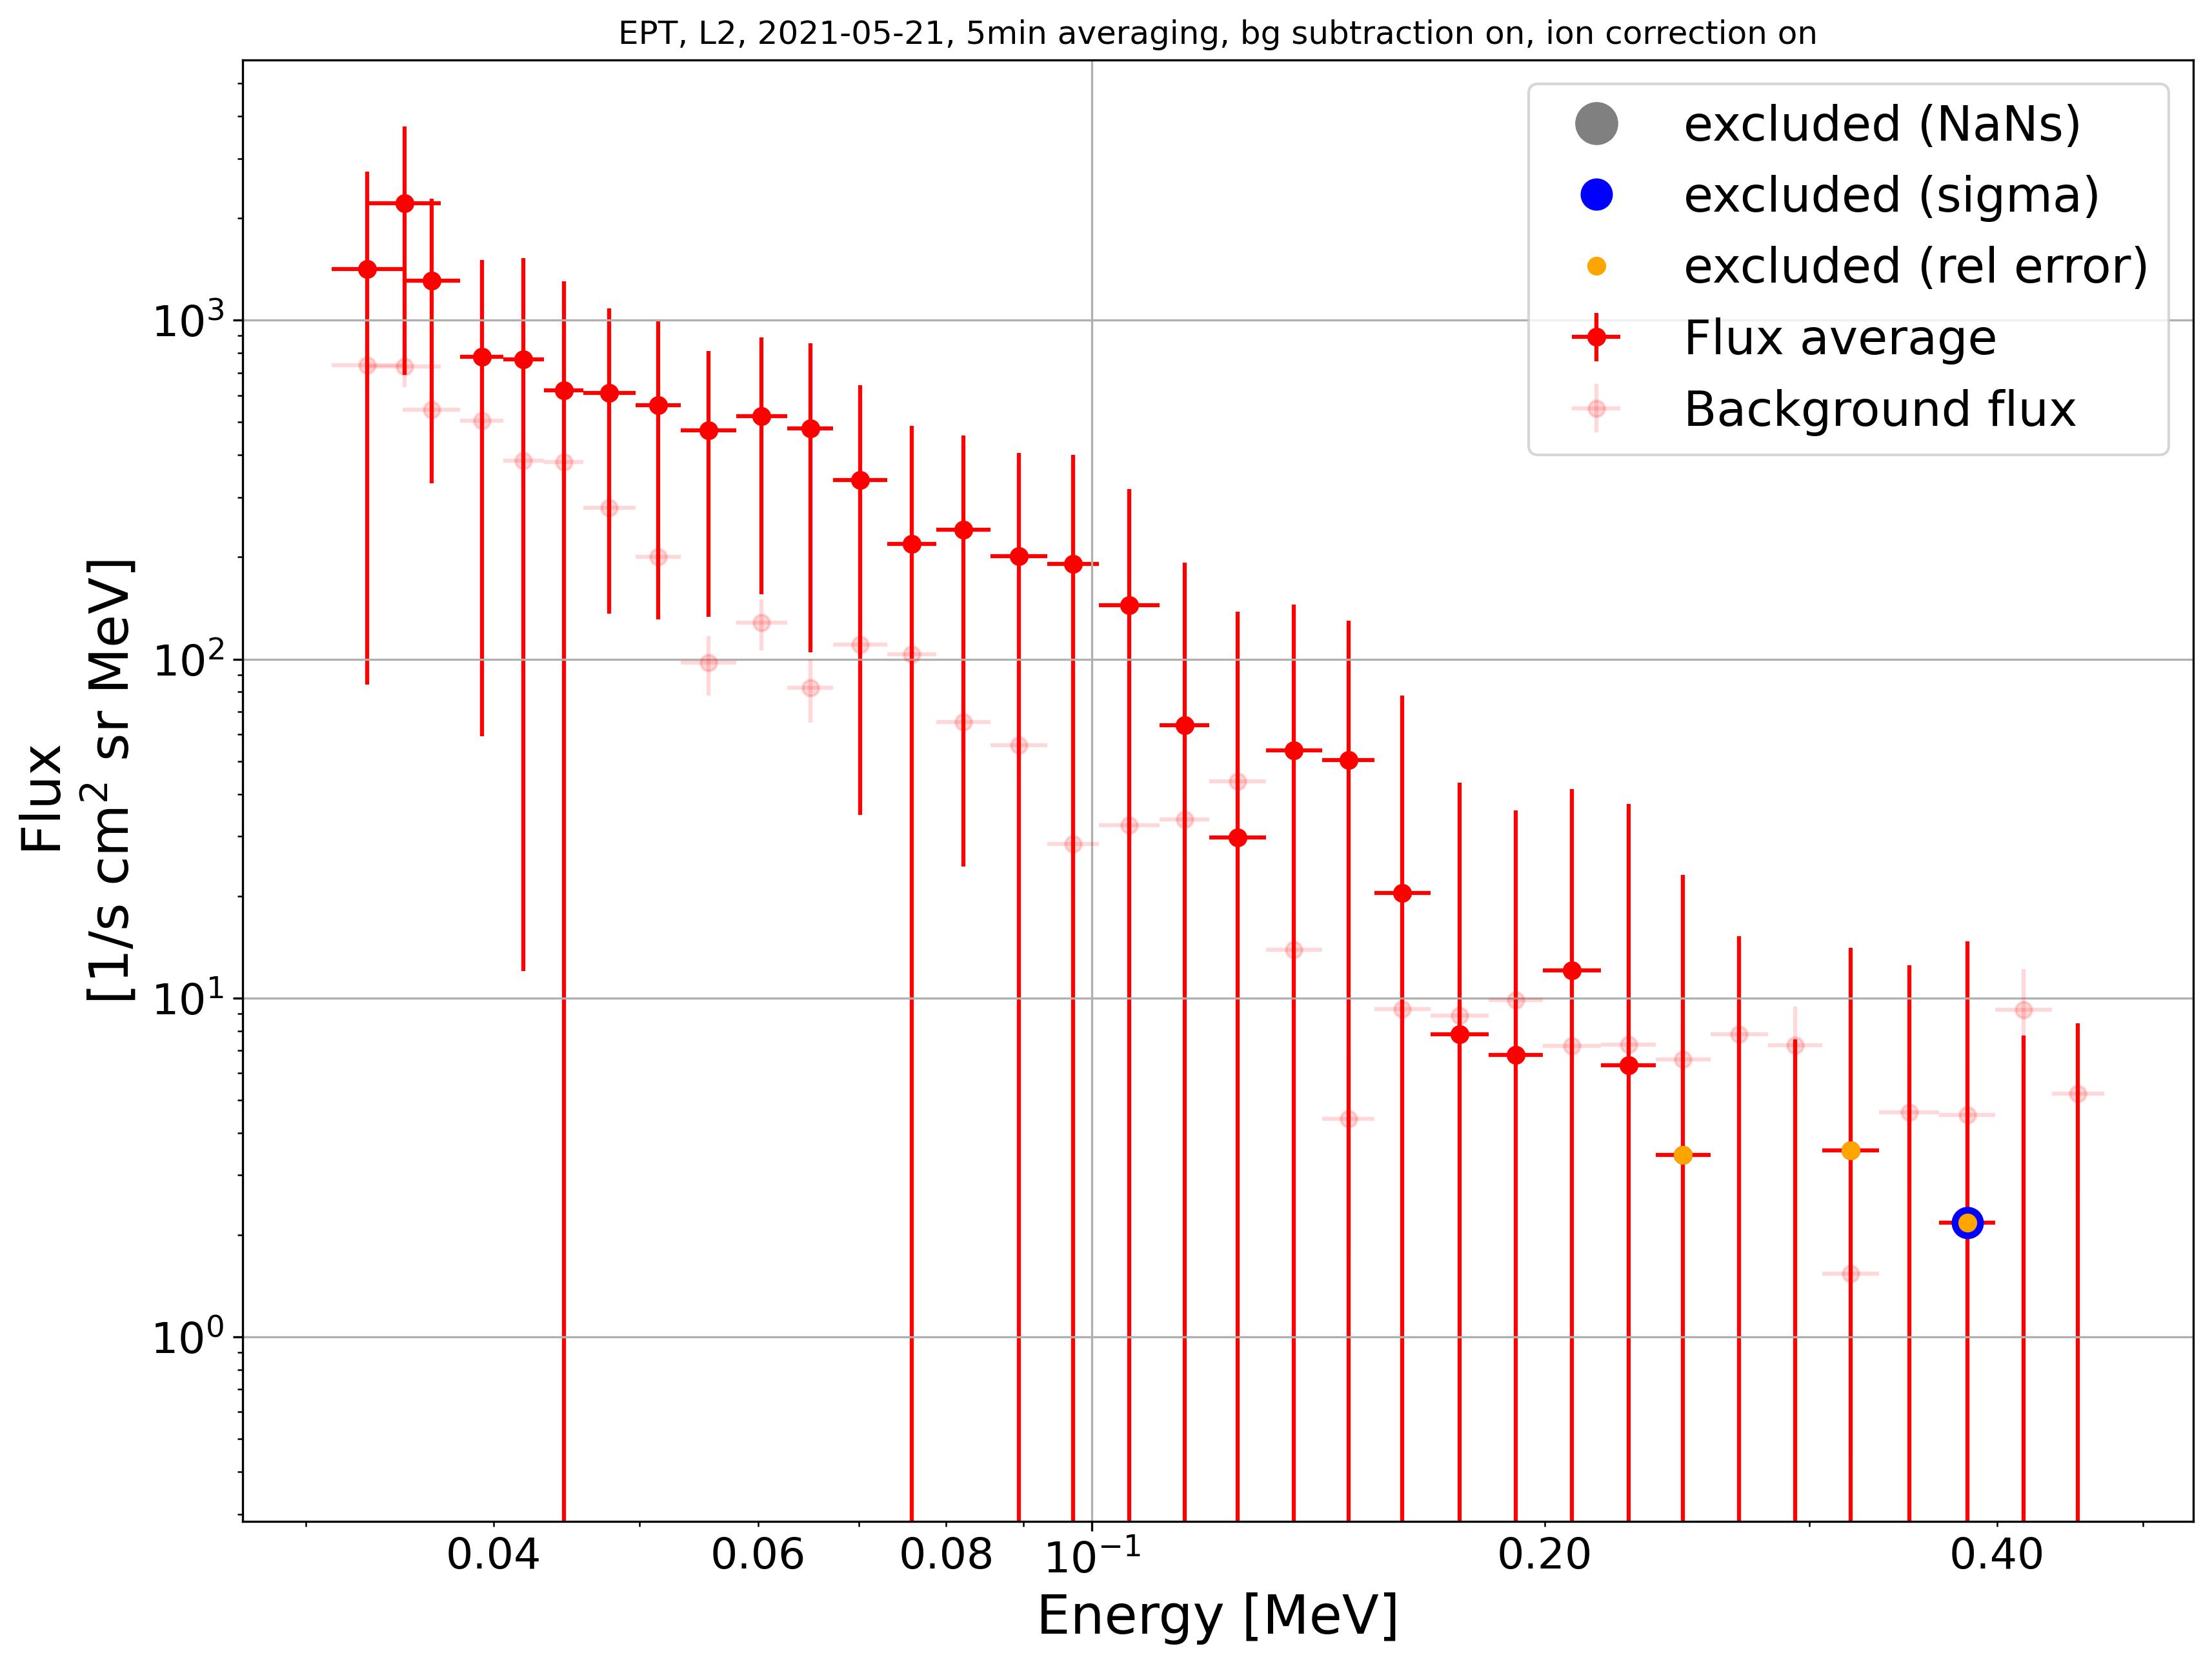 EPT, L2, 2021-05-21, 5min averaging, bg subtraction on, ion correction on
excluded (NaNs)
excluded (sigma)
excluded (rel error)
Flux average
Background flux
Flux
[1/s cm² sr MeV]
10³
10²
10¹
10⁰
0.04
0.06
0.08
10⁻¹
0.20
0.40
Energy [MeV]